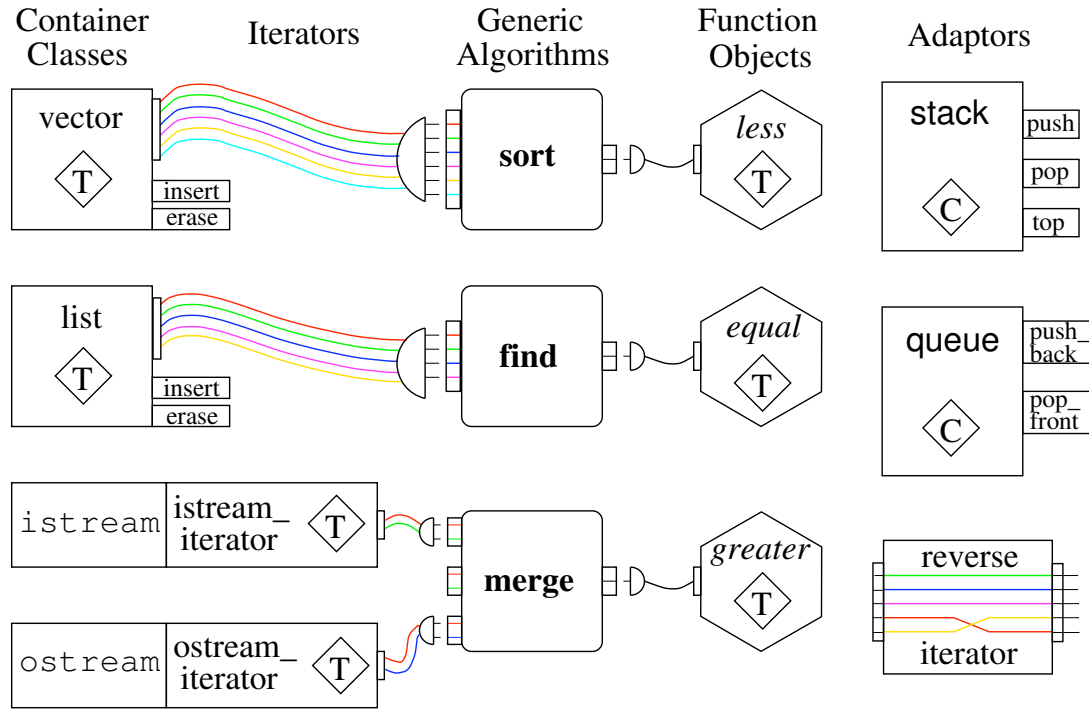 Container
Classes
Iterators
Generic
Algorithms
Function
Objects
Adaptors
vector
T
insert
erase
sort
less
T
stack
C
push
pop
top
list
T
insert
erase
find
equal
T
queue
C
push_
back
pop_
front
istream
istream_
iterator
T
merge
greater
T
reverse
iterator
ostream
ostream_
iterator
T